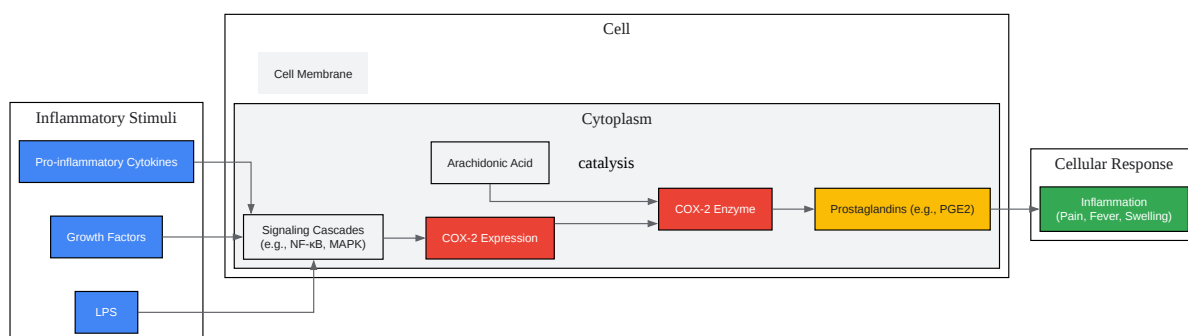 Cell
Cell Membrane
Inflammatory Stimuli
Cytoplasm
Pro-inflammatory Cytokines
Arachidonic Acid
catalysis
Cellular Response
Growth Factors
Signaling Cascades
(e.g., NF-κB, MAPK)
COX-2 Expression
COX-2 Enzyme
Prostaglandins (e.g., PGE2)
Inflammation
(Pain, Fever, Swelling)
LPS